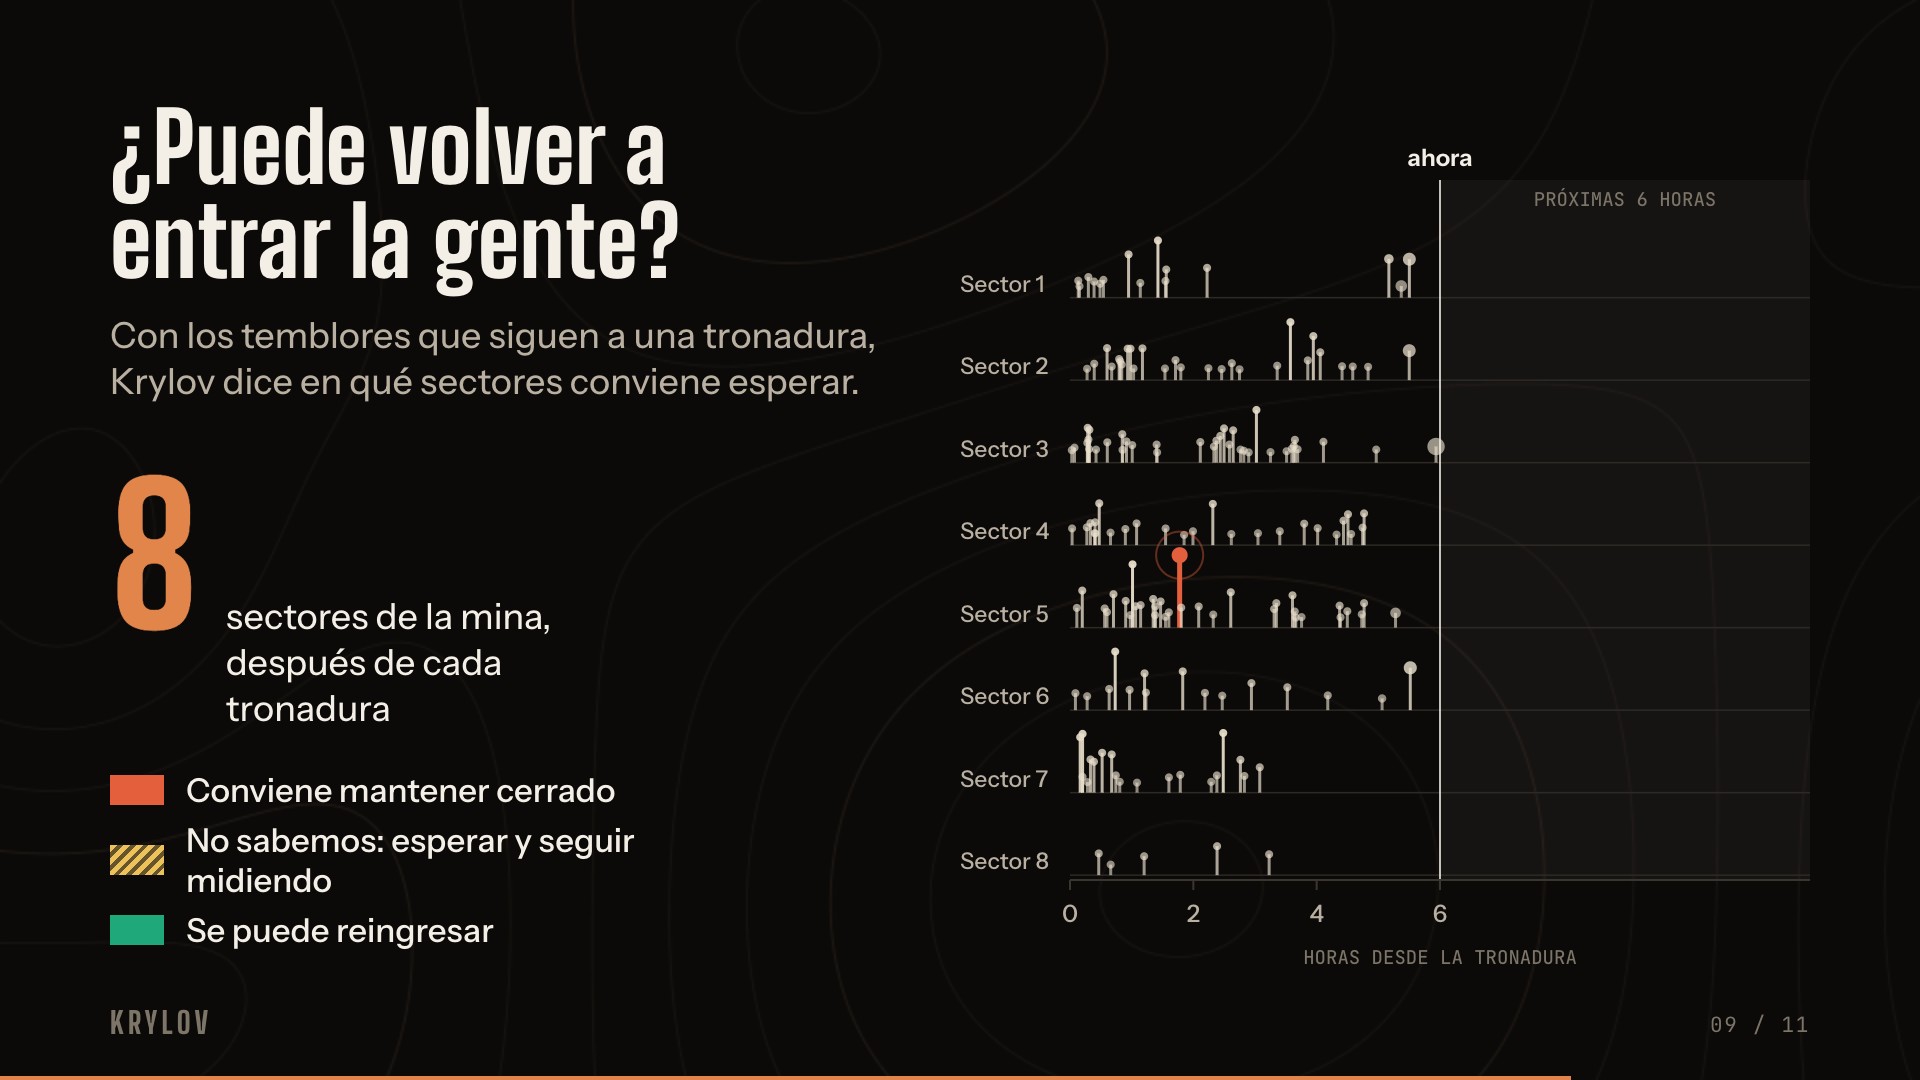 ¿Puede volver a
entrar la gente?
Con los temblores que siguen a una tronadura,
Krylov dice en qué sectores conviene esperar.
8
sectores de la mina,
después de cada
tronadura
Conviene mantener cerrado
No sabemos: esperar y seguir
midiendo
Se puede reingresar
ahora
PRÓXIMAS 6 HORAS
Sector 1
Sector 2
Sector 3
Sector 4
Sector 5
Sector 6
Sector 7
Sector 8
0 2 4 6
HORAS DESDE LA TRONADURA
KRYLOV
09 / 11